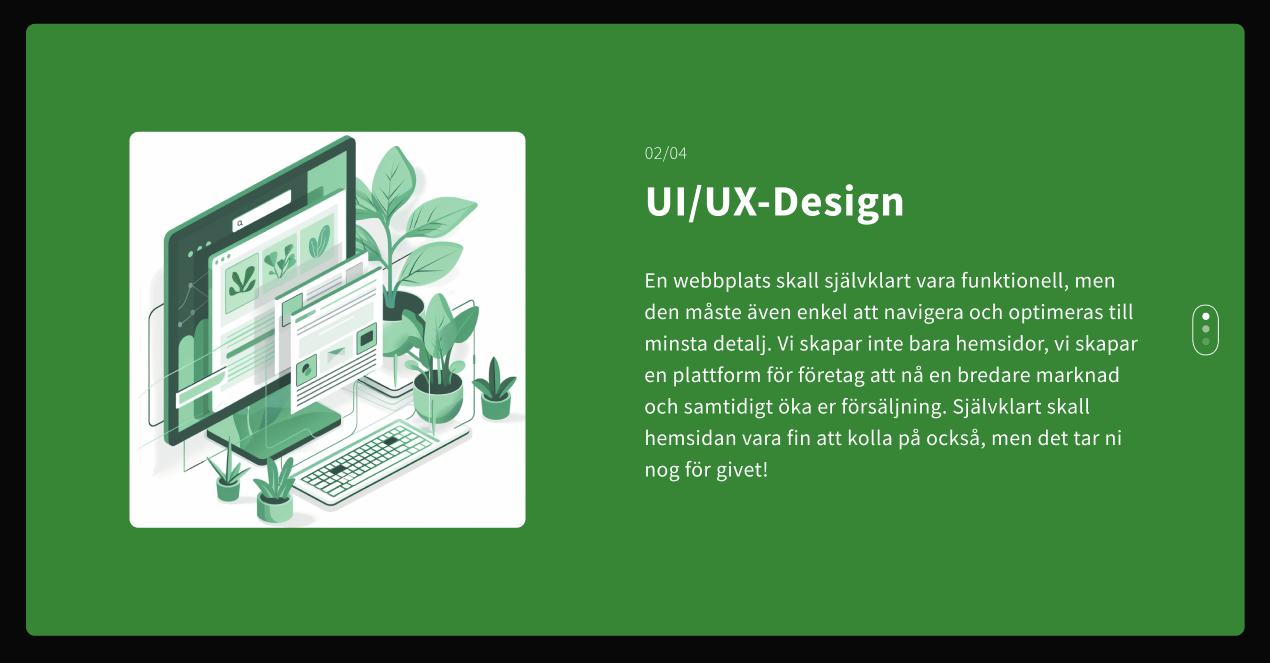 02/04
UI/UX-Design
En webbplats skall självklart vara funktionell, men
den måste även enkel att navigera och optimeras till
minsta detalj. Vi skapar inte bara hemsidor, vi skapar
en plattform för företag att nå en bredare marknad
och samtidigt öka er försäljning. Självklart skall
hemsidan vara fin att kolla på också, men det tar ni
nog för givet!